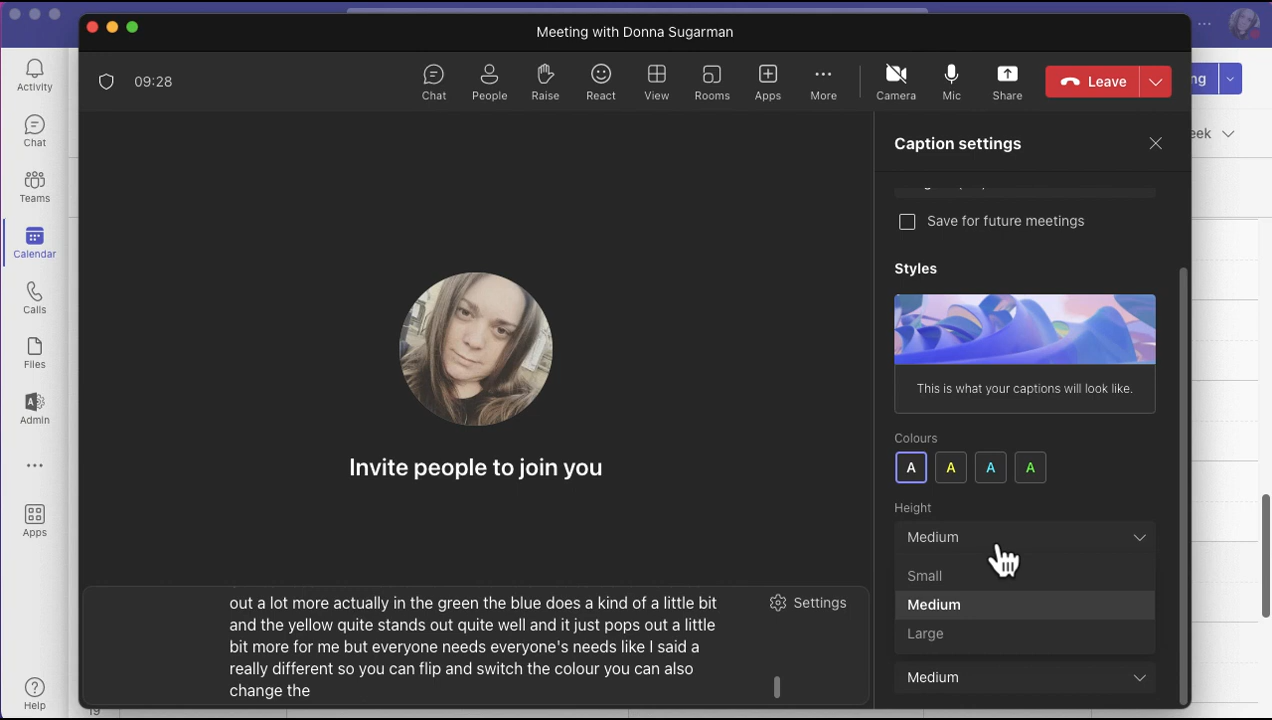 Meeting with Donna Sugarman
09:28
Chat
People
Raise
React
View
Rooms
Apps
More
Camera
Mic
Share
Leave
ng
eek
Activity
Chat
Teams
Calendar
Calls
Files
Admin
Apps
Help
19
Invite people to join you
out a lot more actually in the green the blue does a kind of a little bit
and the yellow quite stands out quite well and it just pops out a little
bit more for me but everyone needs everyone's needs like I said a
really different so you can flip and switch the colour you can also
change the
Settings
Caption settings
Save for future meetings
Styles
This is what your captions will look like.
Colours
A A A A
Height
Medium
Small
Medium
Large
Medium